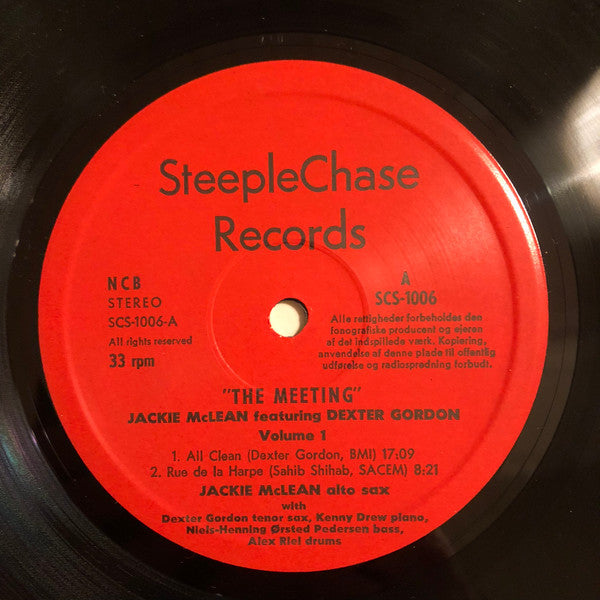 SteepleChase
Records
NCB
STEREO
SCS-1006-A
All rights reserved
33 rpm
A
SCS-1006
Alle rettigheder forbeholdes den
fonografiske producent og ejeren
af det indspillede værk. Kopiering,
anvendelse af denne plade til offentlig
udførelse og radiospredning forbudt.
"THE MEETING"
JACKIE McLEAN featuring DEXTER GORDON
Volume 1
1. All Clean (Dexter Gordon, BMI) 17:09
2. Rue de la Harpe (Sahib Shihab, SACEM) 8:21
JACKIE McLEAN alto sax
with
Dexter Gordon tenor sax, Kenny Drew piano,
Niels-Henning Ørsted Pedersen bass,
Alex Riel drums